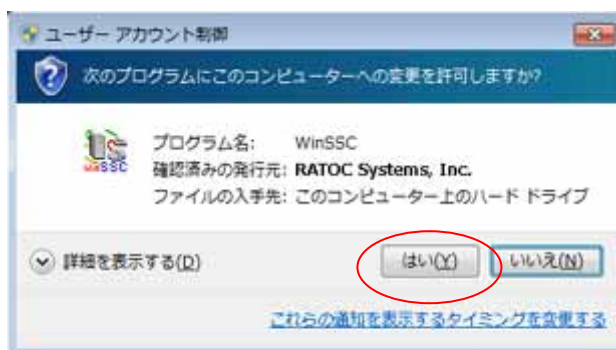 ユーザー アカウント制御
次のプログラムにこのコンピューターへの変更を許可しますか?
WinSSC
プログラム名: WinSSC
確認済みの発行元: RATOC Systems, Inc.
ファイルの入手先: このコンピューター上のハード ドライブ
詳細を表示する(D) はい(Y) いいえ(N)
これらの通知を表示するタイミングを変更する